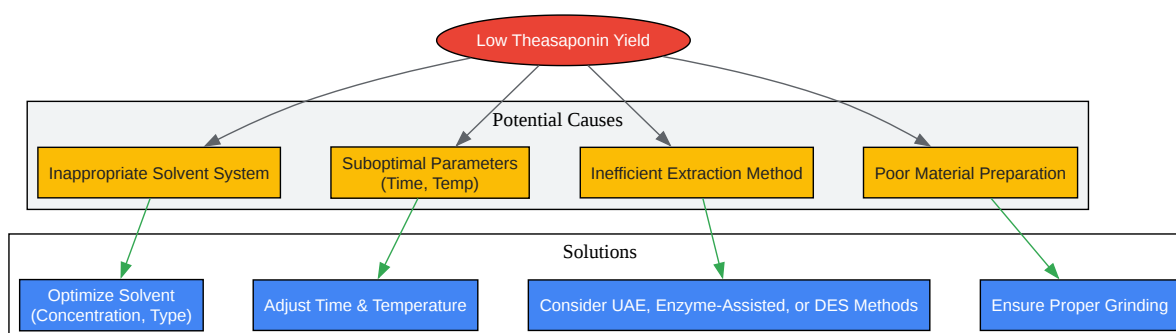 Low Theasaponin Yield
Potential Causes
Inappropriate Solvent System
Suboptimal Parameters
(Time, Temp)
Inefficient Extraction Method
Poor Material Preparation
Solutions
Optimize Solvent
(Concentration, Type)
Adjust Time & Temperature
Consider UAE, Enzyme-Assisted, or DES Methods
Ensure Proper Grinding